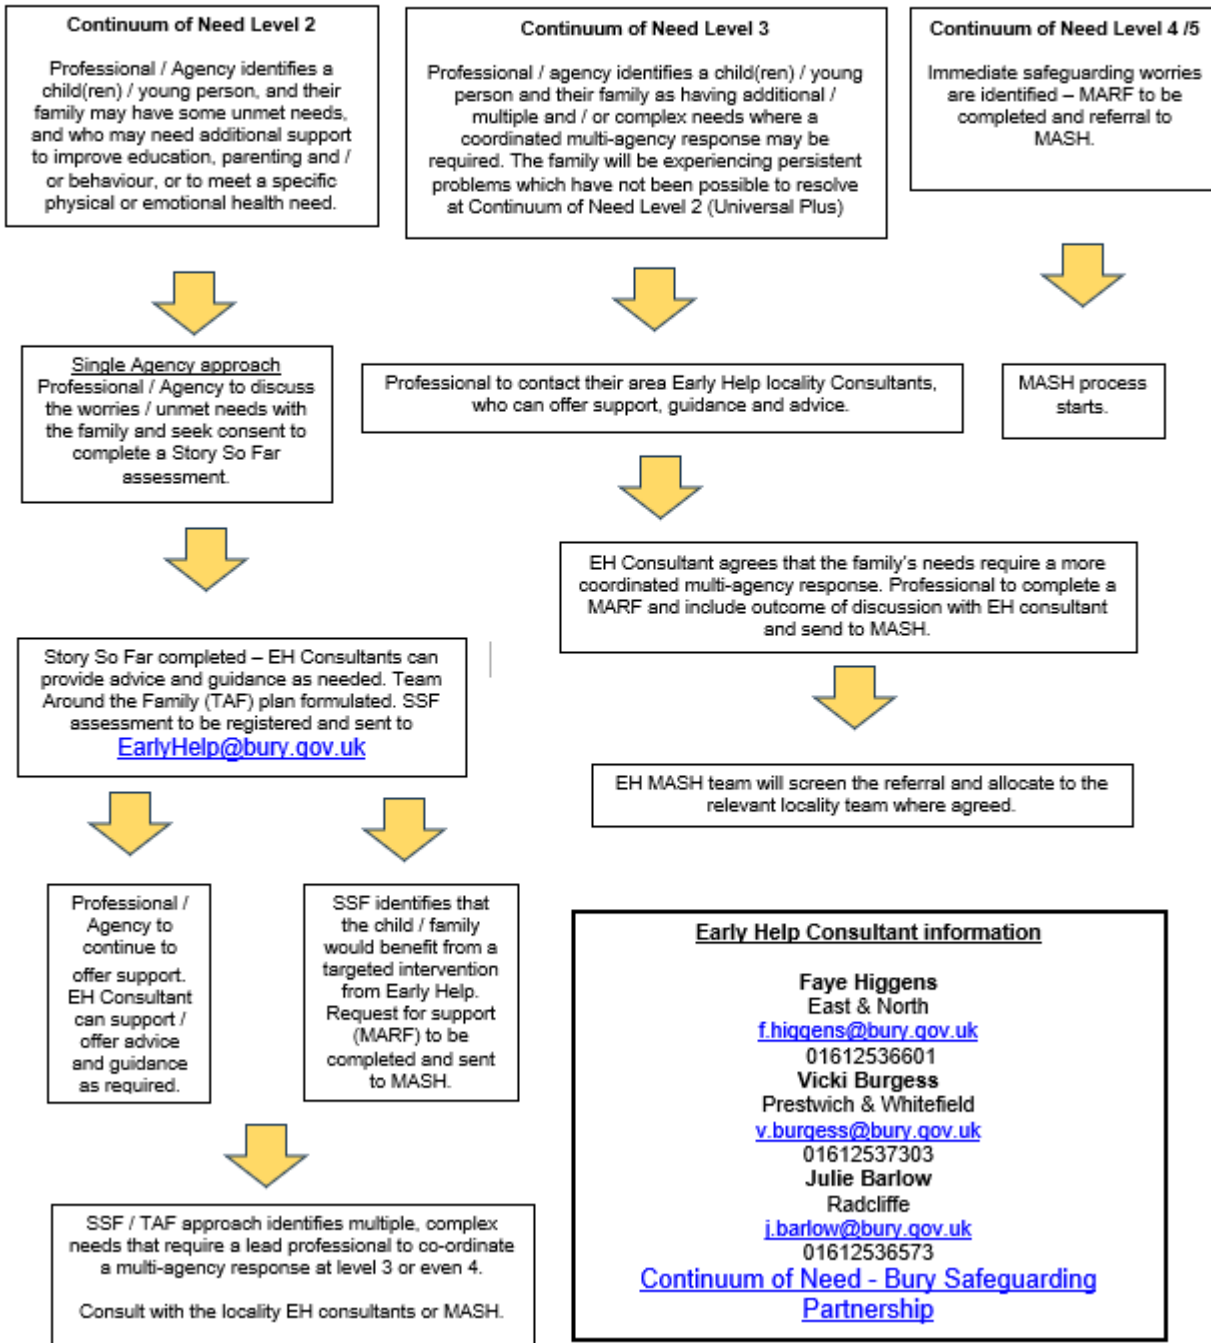 Continuum of Need Level 2
Professional / Agency identifies a
child(ren) / young person, and their
family may have some unmet needs,
and who may need additional support
to improve education, parenting and /
or behaviour, or to meet a specific
physical or emotional health need.
Continuum of Need Level 3
Professional / agency identifies a child(ren) / young
person and their family as having additional /
multiple and / or complex needs where a
coordinated multi-agency response may be
required. The family will be experiencing persistent
problems which have not been possible to resolve
at Continuum of Need Level 2 (Universal Plus)
Continuum of Need Level 4 /5
Immediate safeguarding worries
are identified – MARF to be
completed and referral to
MASH.
Single Agency approach
Professional / Agency to discuss
the worries / unmet needs with
the family and seek consent to
complete a Story So Far
assessment.
Professional to contact their area Early Help locality Consultants,
who can offer support, guidance and advice.
MASH process
starts.
EH Consultant agrees that the family's needs require a more
coordinated multi-agency response. Professional to complete a
MARF and include outcome of discussion with EH consultant
and send to MASH.
Story So Far completed – EH Consultants can
provide advice and guidance as needed. Team
Around the Family (TAF) plan formulated. SSF
assessment to be registered and sent to
EarlyHelp@bury.gov.uk
EH MASH team will screen the referral and allocate to the
relevant locality team where agreed.
Professional /
Agency to
continue to
offer support.
EH Consultant
can support /
offer advice
and guidance
as required.
SSF identifies that
the child / family
would benefit from a
targeted intervention
from Early Help.
Request for support
(MARF) to be
completed and sent
to MASH.
SSF / TAF approach identifies multiple, complex
needs that require a lead professional to co-ordinate
a multi-agency response at level 3 or even 4.
Consult with the locality EH consultants or MASH.
Early Help Consultant information
Faye Higgens
East & North
f.higgens@bury.gov.uk
01612536601
Vicki Burgess
Prestwich & Whitefield
v.burgess@bury.gov.uk
01612537303
Julie Barlow
Radcliffe
j.barlow@bury.gov.uk
01612536573
Continuum of Need - Bury Safeguarding
Partnership